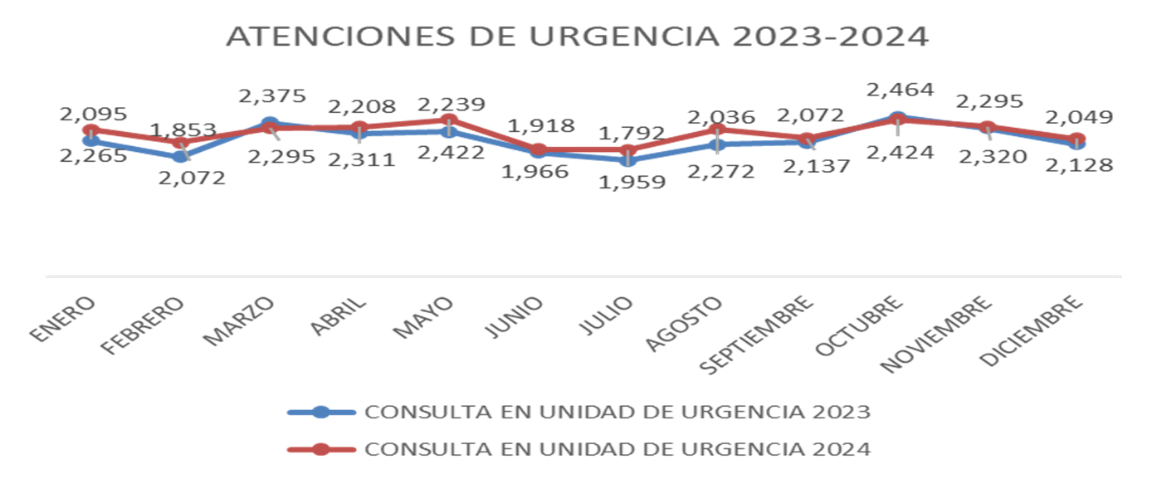 ATENCIONES DE URGENCIA 2023-2024
2,095 1,853 2,375 2,208 2,239 1,918 1,792 2,036 2,072 2,464 2,295 2,049
2,265 2,072 2,295 2,311 2,422 1,966 1,959 2,272 2,137 2,424 2,320 2,128
ENERO FEBRERO MARZO ABRIL MAYO JUNIO JULIO AGOSTO SEPTIEMBRE OCTUBRE NOVIEMBRE DICIEMBRE
CONSULTA EN UNIDAD DE URGENCIA 2023
CONSULTA EN UNIDAD DE URGENCIA 2024